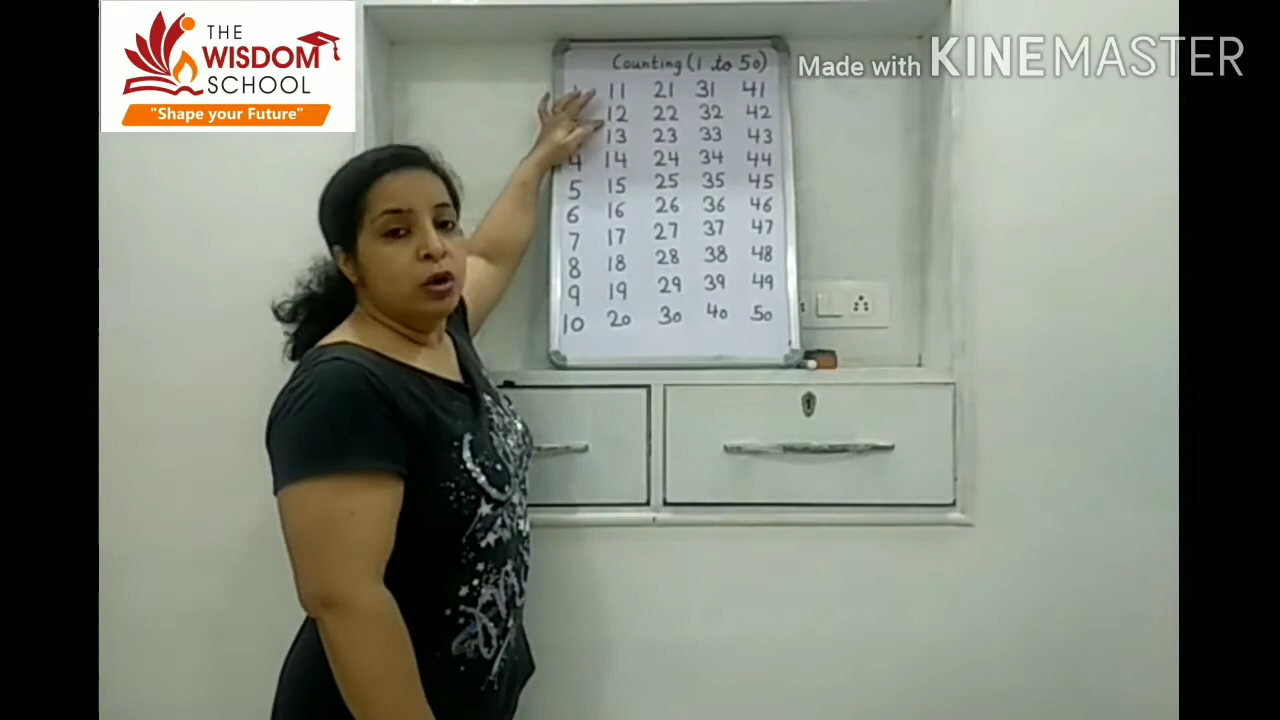 THE
WISDOM
SCHOOL
"Shape your Future"
Made with KINEMASTER
Counting (1 to 50)
11 21 31 41
12 22 32 42
13 23 33 43
4 14 24 34 44
5 15 25 35 45
6 16 26 36 46
7 17 27 37 47
8 18 28 38 48
9 19 29 39 49
10 20 30 40 50